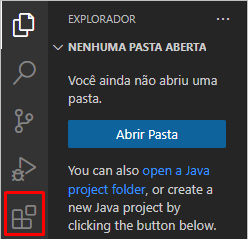 EXPLORADOR
NENHUMA PASTA ABERTA
Você ainda não abriu uma
pasta.
Abrir Pasta
You can also open a Java
project folder, or create a
new Java project by
clicking the button below.